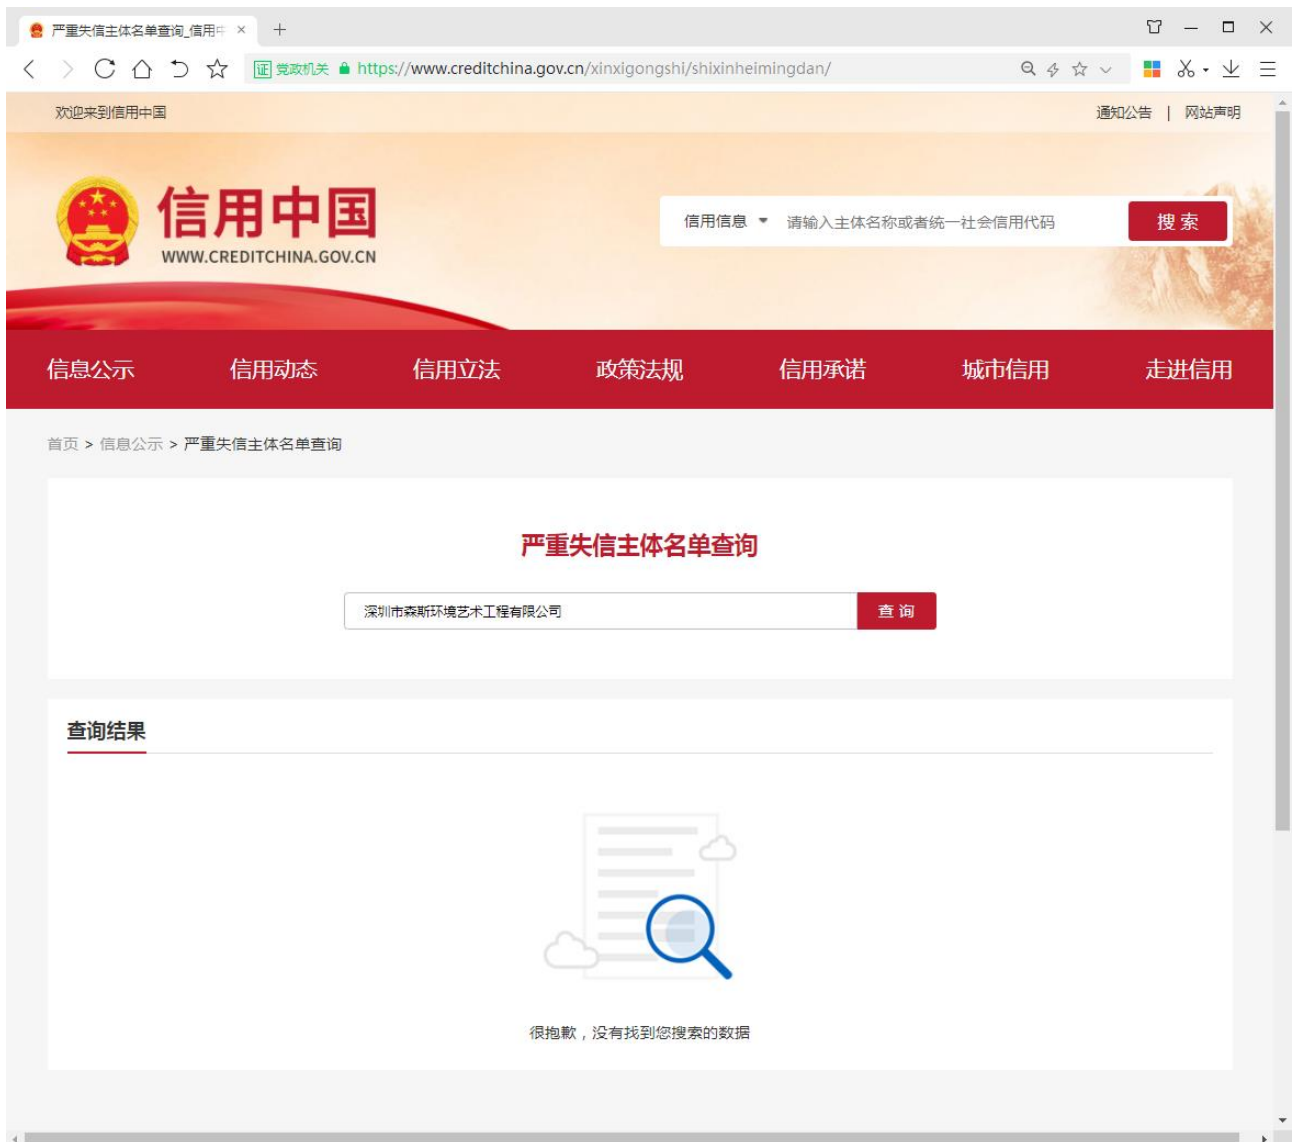 严重失信主体名单查询_信用中
证 党政机关 https://www.creditchina.gov.cn/xinxigongshi/shixinheimingdan/
欢迎来到信用中国
通知公告 | 网站声明
信用中国
WWW.CREDITCHINA.GOV.CN
信用信息 请输入主体名称或者统一社会信用代码 搜索
信息公示 信用动态 信用立法 政策法规 信用承诺 城市信用 走进信用
首页 > 信息公示 > 严重失信主体名单查询
严重失信主体名单查询
深圳市森斯环境艺术工程有限公司 查询
查询结果
很抱歉，没有找到您搜索的数据